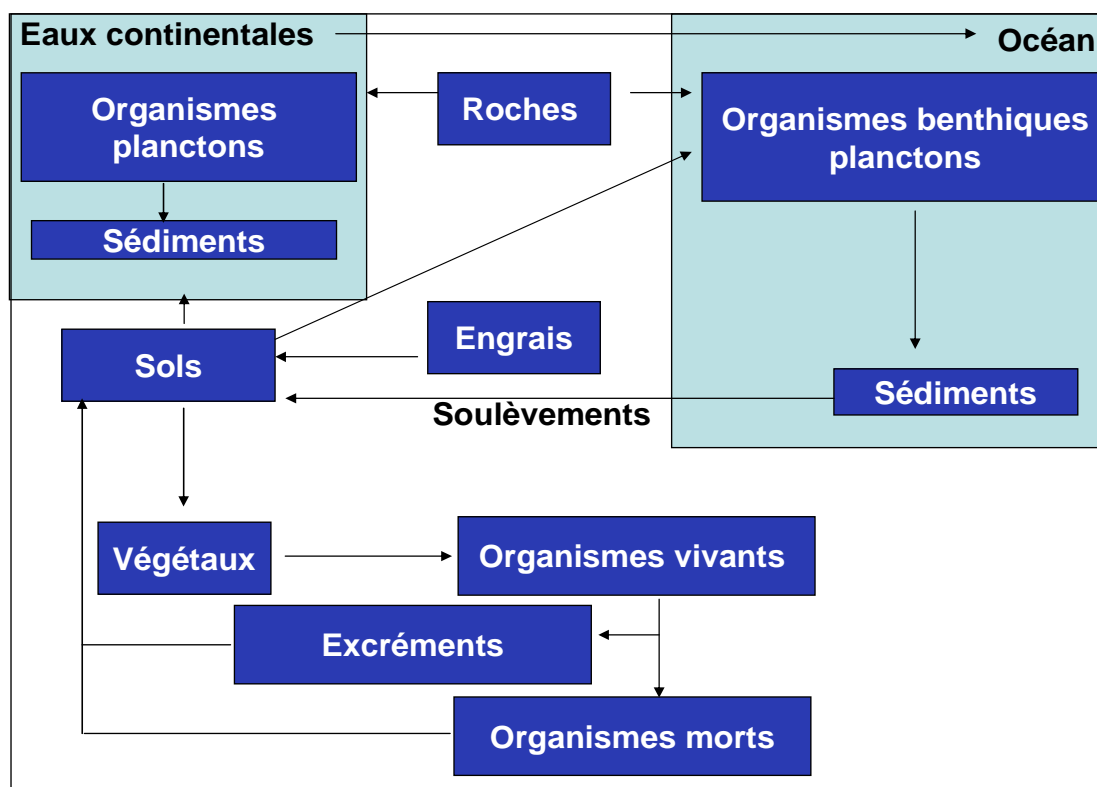 Eaux continentales
Océan
Organismes
planctons
Roches
Organismes benthiques
planctons
Sédiments
Engrais
Sols
Sédiments
Soulèvements
Végétaux
Organismes vivants
Excréments
Organismes morts